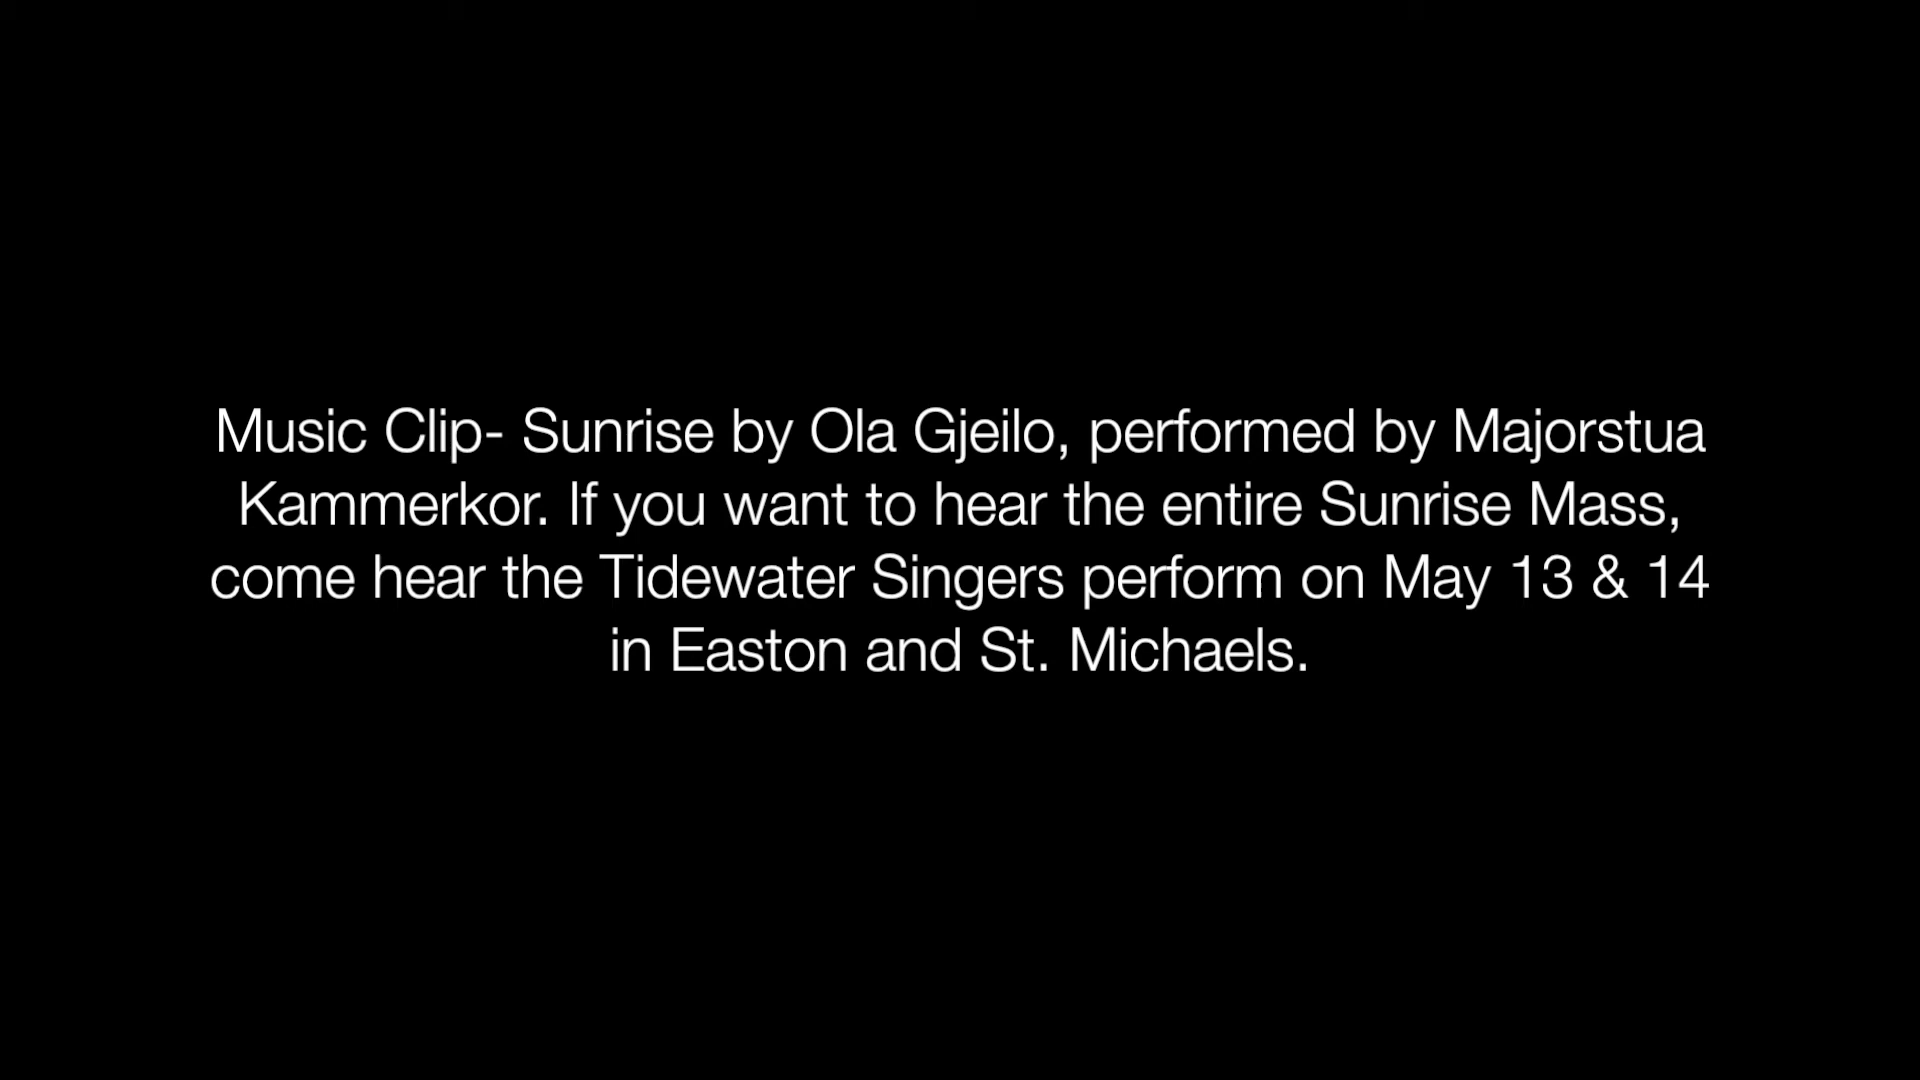 Music Clip- Sunrise by Ola Gjeilo, performed by Majorstua
Kammerkor. If you want to hear the entire Sunrise Mass,
come hear the Tidewater Singers perform on May 13 & 14
in Easton and St. Michaels.